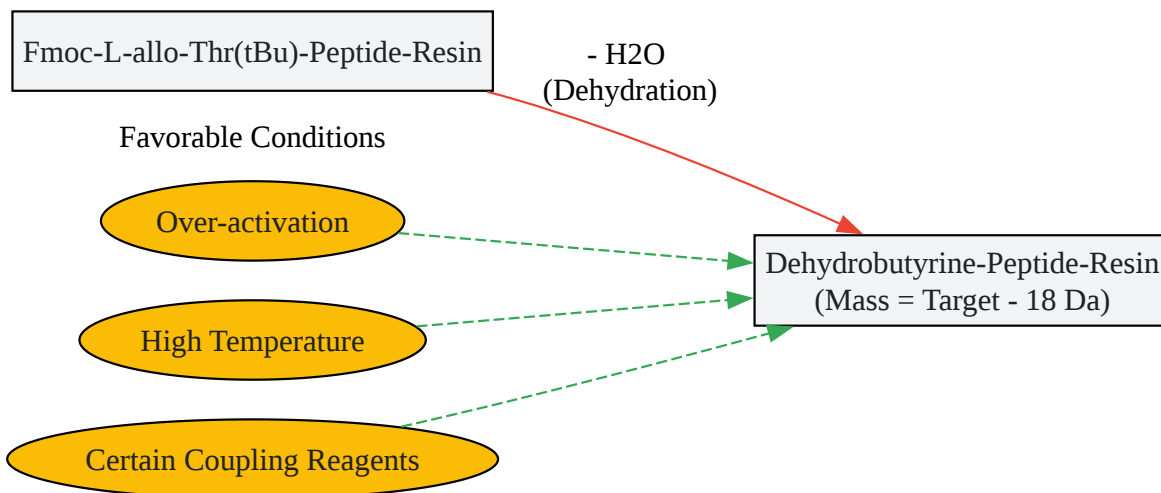 Fmoc-L-allo-Thr(tBu)-Peptide-Resin
- H2O
(Dehydration)
Favorable Conditions
Over-activation
High Temperature
Certain Coupling Reagents
Dehydrobutyrine-Peptide-Resin
(Mass = Target - 18 Da)